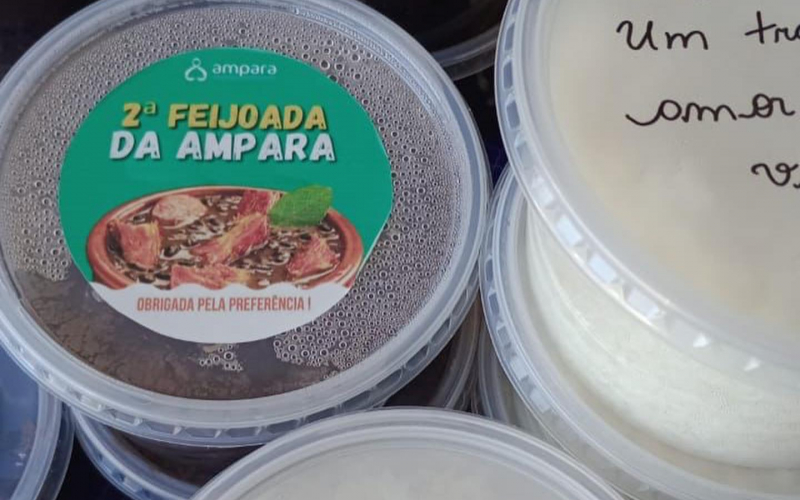 ampara
2ª FEIJOADA
DA AMPARA
OBRIGADA PELA PREFERÊNCIA!
Um
amor